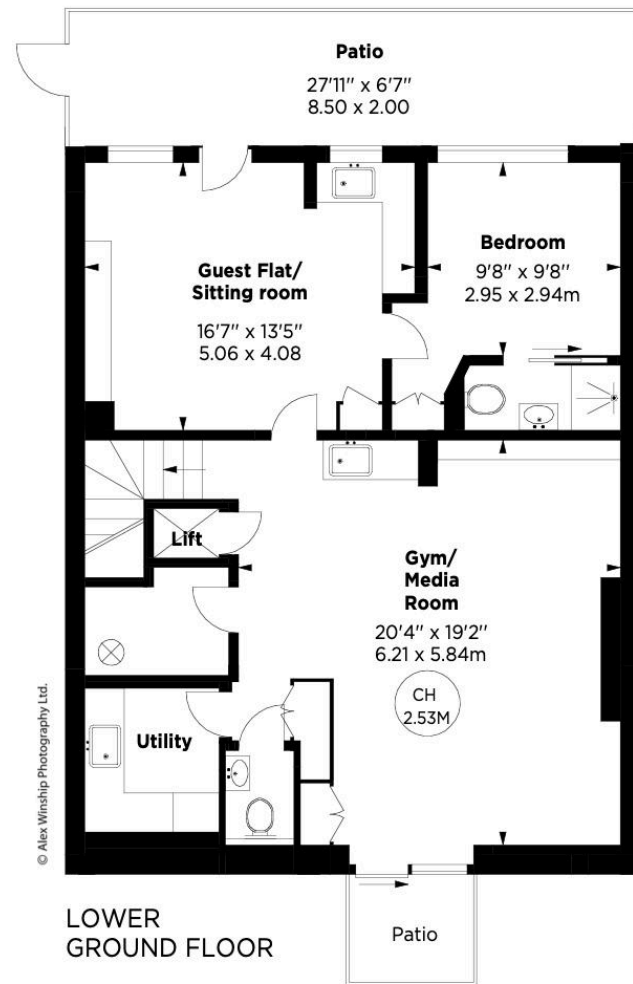 Patio
27'11" x 6'7"
8.50 x 2.00
Guest Flat/
Sitting room
16'7" x 13'5"
5.06 x 4.08
Bedroom
9'8" x 9'8"
2.95 x 2.94m
Lift
Gym/
Media
Room
20'4" x 19'2"
6.21 x 5.84m
CH
2.53M
Utility
© Alex Winship Photography Ltd.
LOWER
GROUND FLOOR
Patio